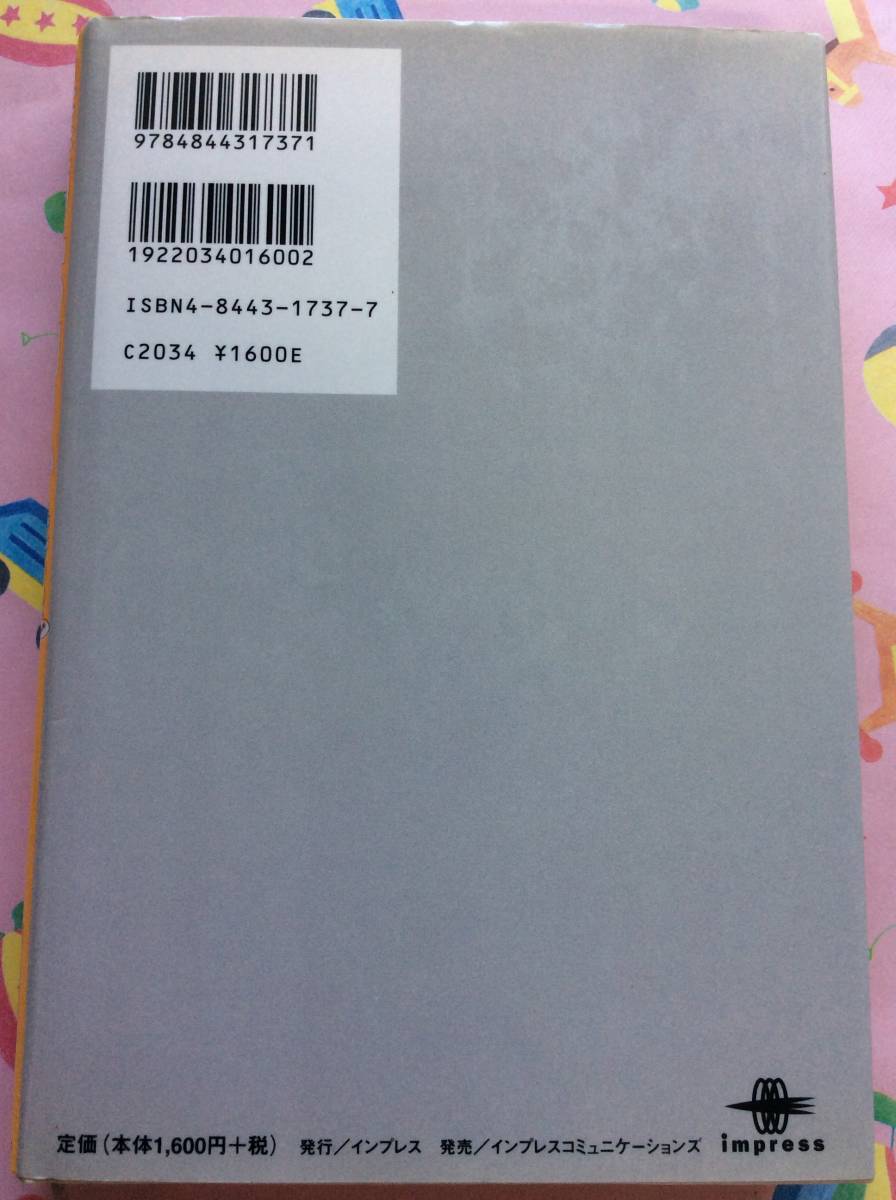 9784844317371
1922034016002
ISBN4-8443-1737-7
C2034 ¥1600E
定価(本体1,600円+税) 発行/インプレス 発売/インプレスコミュニケーションズ
impress